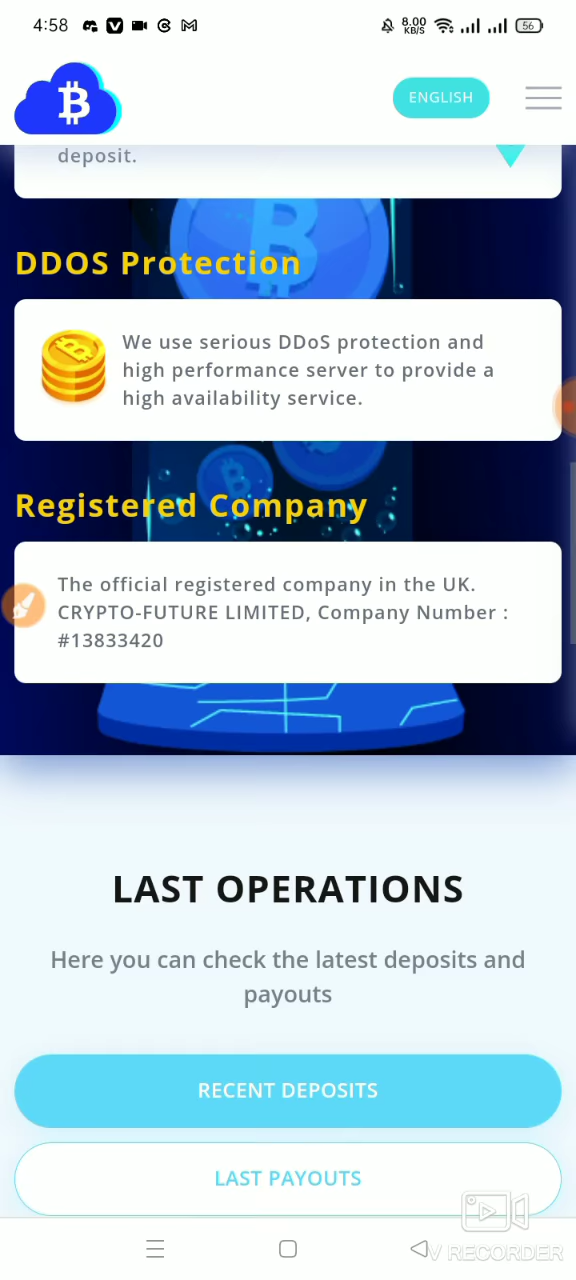 4:58
8.00
KB/S
56
ENGLISH
deposit.
DDOS Protection
We use serious DDoS protection and
high performance server to provide a
high availability service.
Registered Company
The official registered company in the UK.
CRYPTO-FUTURE LIMITED, Company Number :
#13833420
LAST OPERATIONS
Here you can check the latest deposits and
payouts
RECENT DEPOSITS
LAST PAYOUTS
V RECORDER